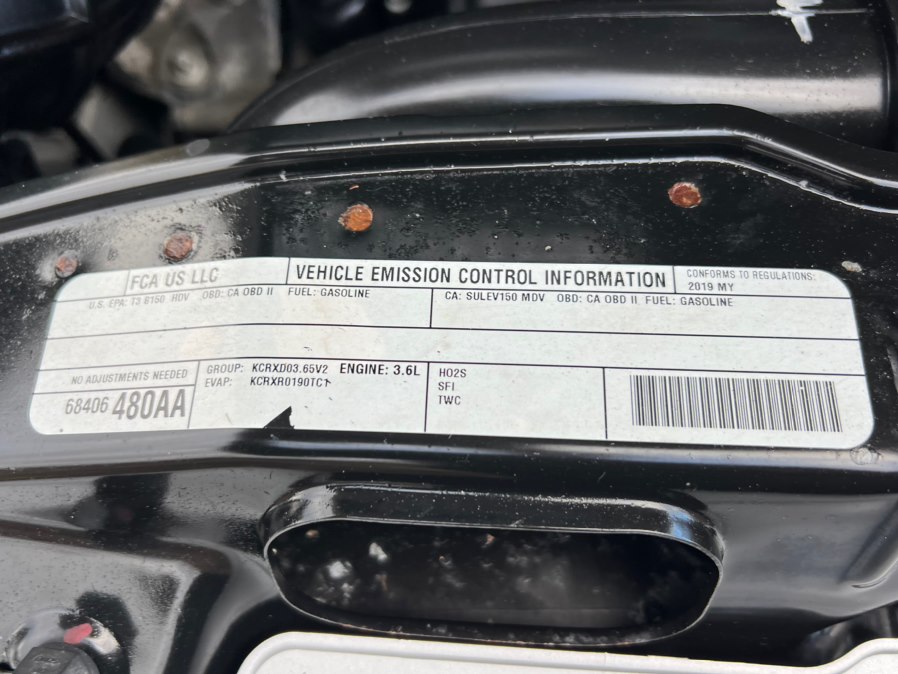 FCA US LLC
VEHICLE EMISSION CONTROL INFORMATION
CONFORMS TO REGULATIONS:
2019 MY
U.S. EPA: T3 B150 HDV OBD: CA OBD II FUEL: GASOLINE
CA: SULEV150 MDV OBD: CA OBD II FUEL: GASOLINE
NO ADJUSTMENTS NEEDED
68406 480AA
GROUP: KCRXD03.65V2 ENGINE: 3.6L
EVAP: KCRXR0190TC1
HO2S
SFI
TWC